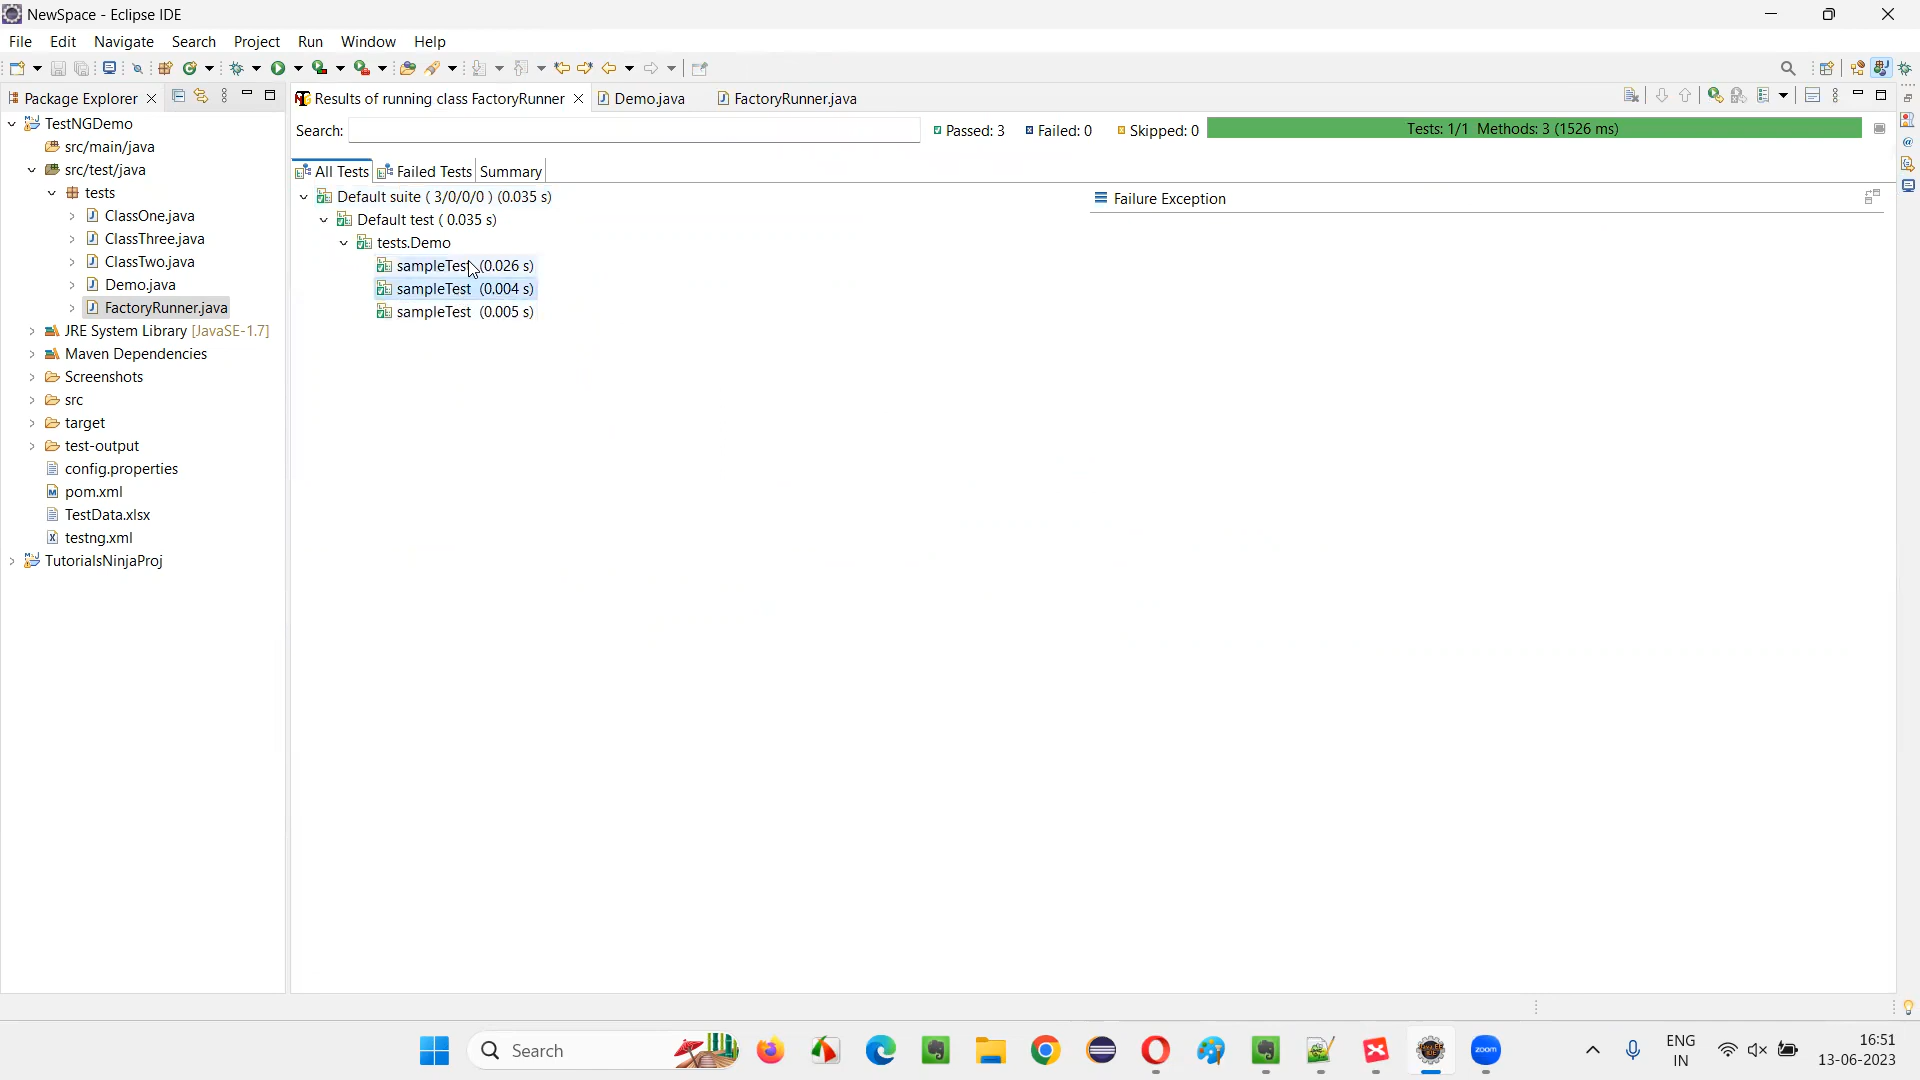 NewSpace - Eclipse IDE
File Edit Navigate Search Project Run Window Help
Package Explorer
Results of running class FactoryRunner
Demo.java
FactoryRunner.java
TestNGDemo
src/main/java
src/test/java
tests
ClassOne.java
ClassThree.java
ClassTwo.java
Demo.java
FactoryRunner.java
JRE System Library [JavaSE-1.7]
Maven Dependencies
Screenshots
src
target
test-output
config.properties
pom.xml
TestData.xlsx
testng.xml
TutorialsNinjaProj
Search:
Passed: 3 Failed: 0 Skipped: 0
Tests: 1/1 Methods: 3 (1526 ms)
All Tests Failed Tests Summary
Default suite ( 3/0/0/0 ) (0.035 s)
Default test ( 0.035 s)
tests.Demo
sampleTest (0.026 s)
sampleTest (0.004 s)
sampleTest (0.005 s)
Failure Exception
Search
zoom
ENG
IN
16:51
13-06-2023